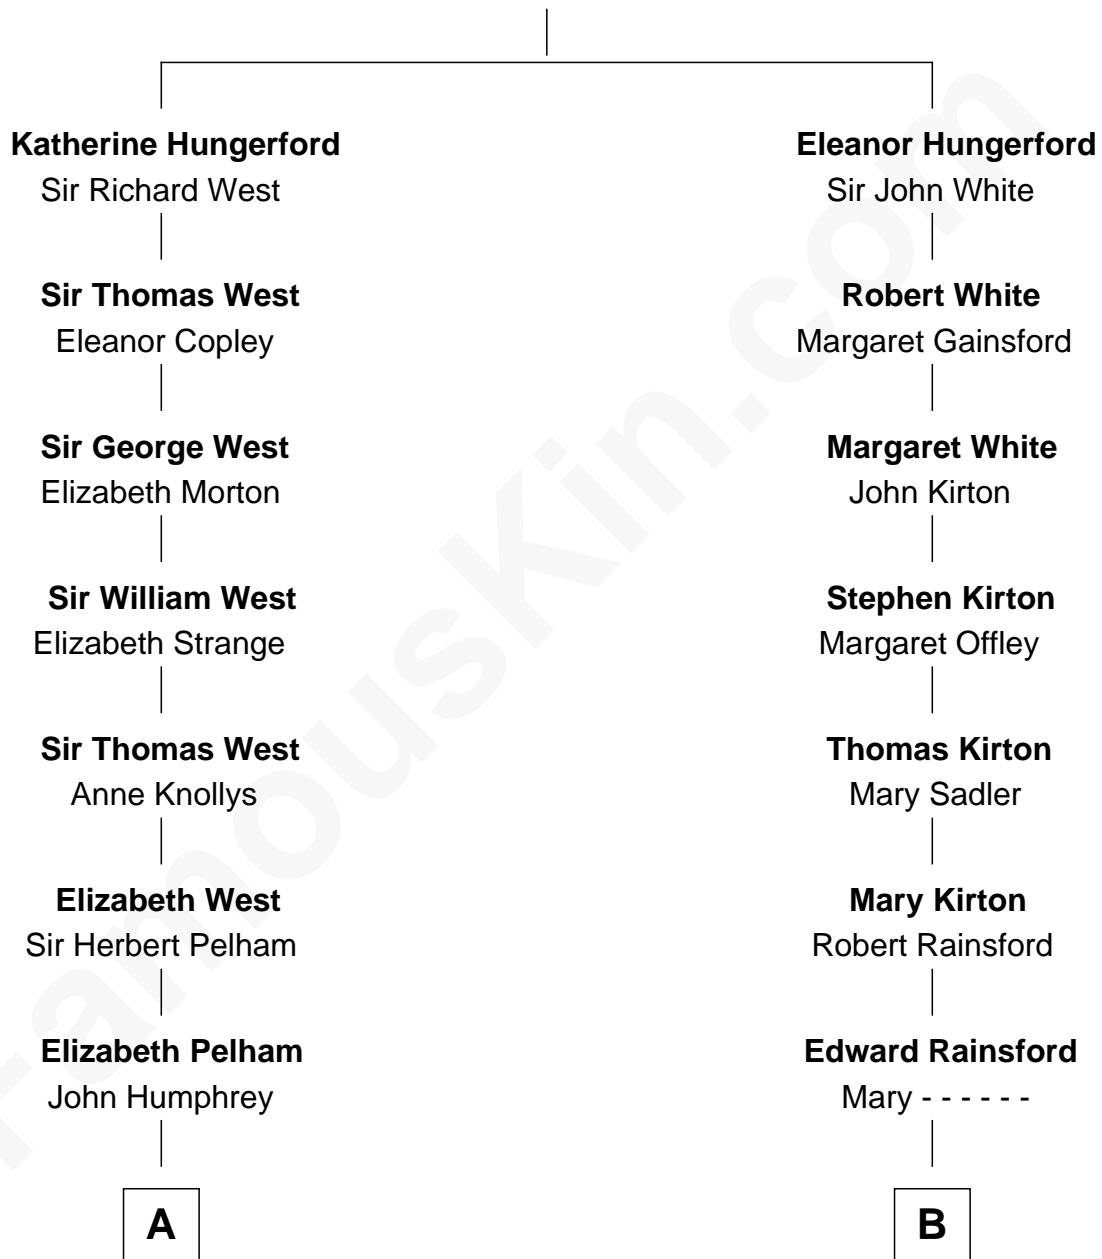 Katherine Hungerford
Sir Richard West
Sir Thomas West
Eleanor Copley
Sir George West
Elizabeth Morton
Sir William West
Elizabeth Strange
Sir Thomas West
Anne Knollys
Elizabeth West
Sir Herbert Pelham
Elizabeth Pelham
John Humphrey
A
Eleanor Hungerford
Sir John White
Robert White
Margaret Gainsford
Margaret White
John Kirton
Stephen Kirton
Margaret Offley
Thomas Kirton
Mary Sadler
Mary Kirton
Robert Rainsford
Edward Rainsford
Mary - - - - - -
B
FamousKin.com